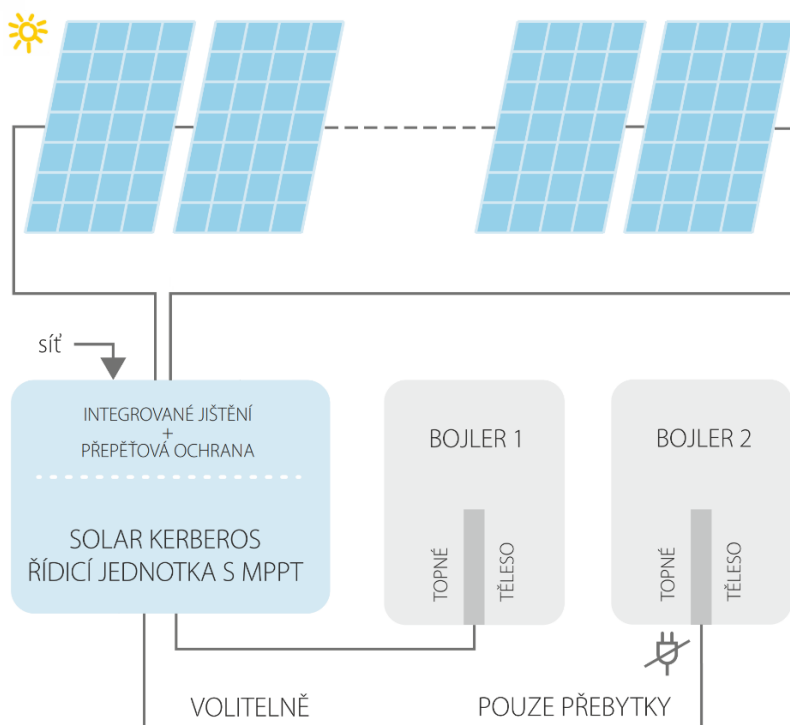 síť
INTEGROVANÉ JIŠTĚNÍ
+
PŘEPĚŤOVÁ OCHRANA
SOLAR KERBEROS
ŘÍDICÍ JEDNOTKA S MPPT
BOJLER 1
TOPNÉ
TĚLESO
BOJLER 2
TOPNÉ
TĚLESO
VOLITELNĚ
POUZE PŘEBYTKY